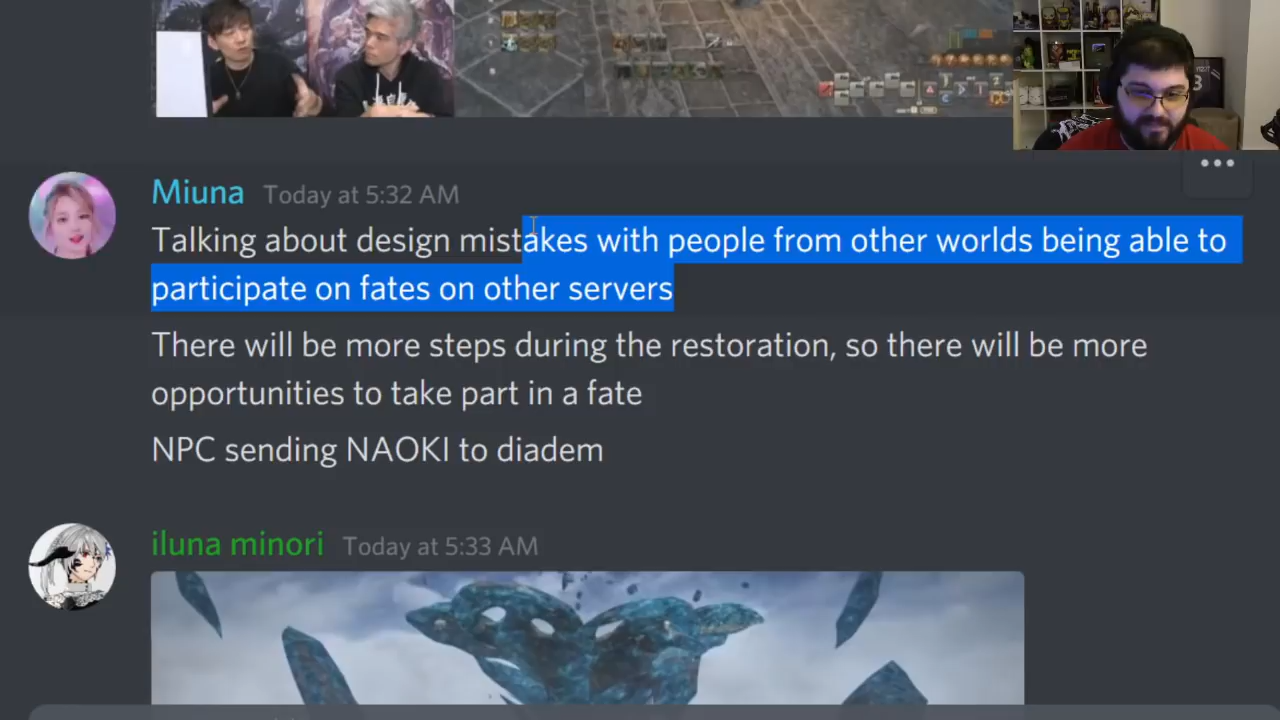 Miuna Today at 5:32 AM
Talking about design mistakes with people from other worlds being able to
participate on fates on other servers
There will be more steps during the restoration, so there will be more
opportunities to take part in a fate
NPC sending NAOKI to diadem
iluna minori Today at 5:33 AM